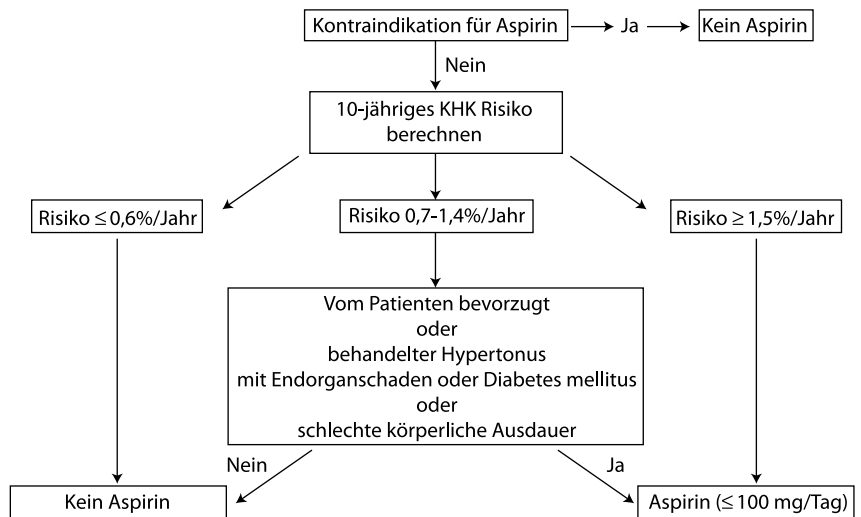 Kontraindikation für Aspirin
Ja
Kein Aspirin
Nein
10-jähriges KHK Risiko
berechnen
Risiko ≤ 0,6%/Jahr
Risiko 0,7-1,4%/Jahr
Risiko ≥ 1,5%/Jahr
Vom Patienten bevorzugt
oder
behandelter Hypertonus
mit Endorganschaden oder Diabetes mellitus
oder
schlechte körperliche Ausdauer
Nein
Ja
Kein Aspirin
Aspirin (≤ 100 mg/Tag)